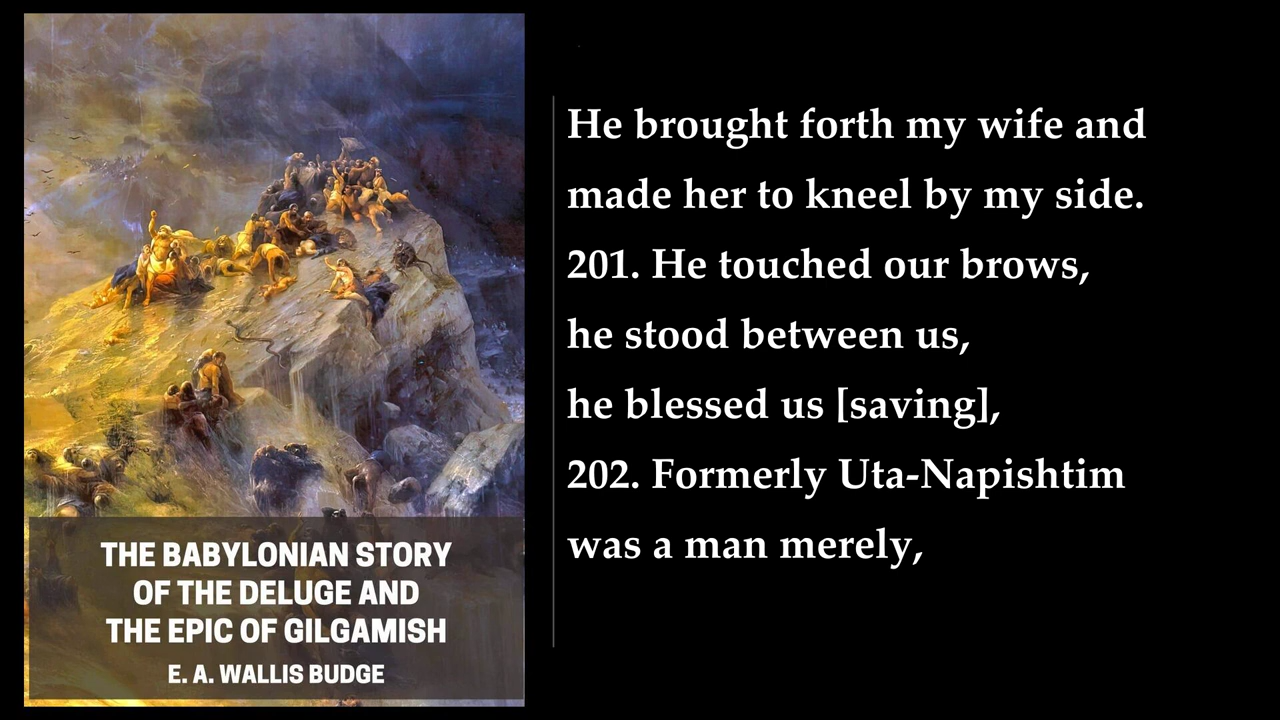 He brought forth my wife and
made her to kneel by my side.
201. He touched our brows,
he stood between us,
he blessed us [saving],
202. Formerly Uta-Napishtim
was a man merely,
THE BABYLONIAN STORY
OF THE DELUGE AND
THE EPIC OF GILGAMISH
E. A. WALLIS BUDGE